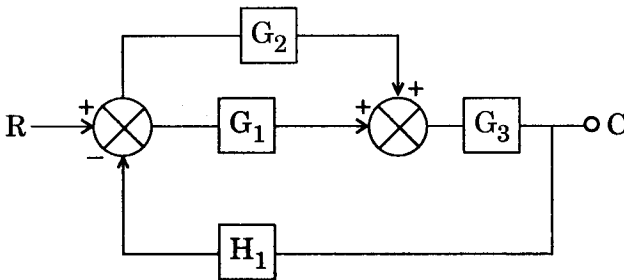 G₂
+ +
R + G₁ + G₃ C
−
H₁